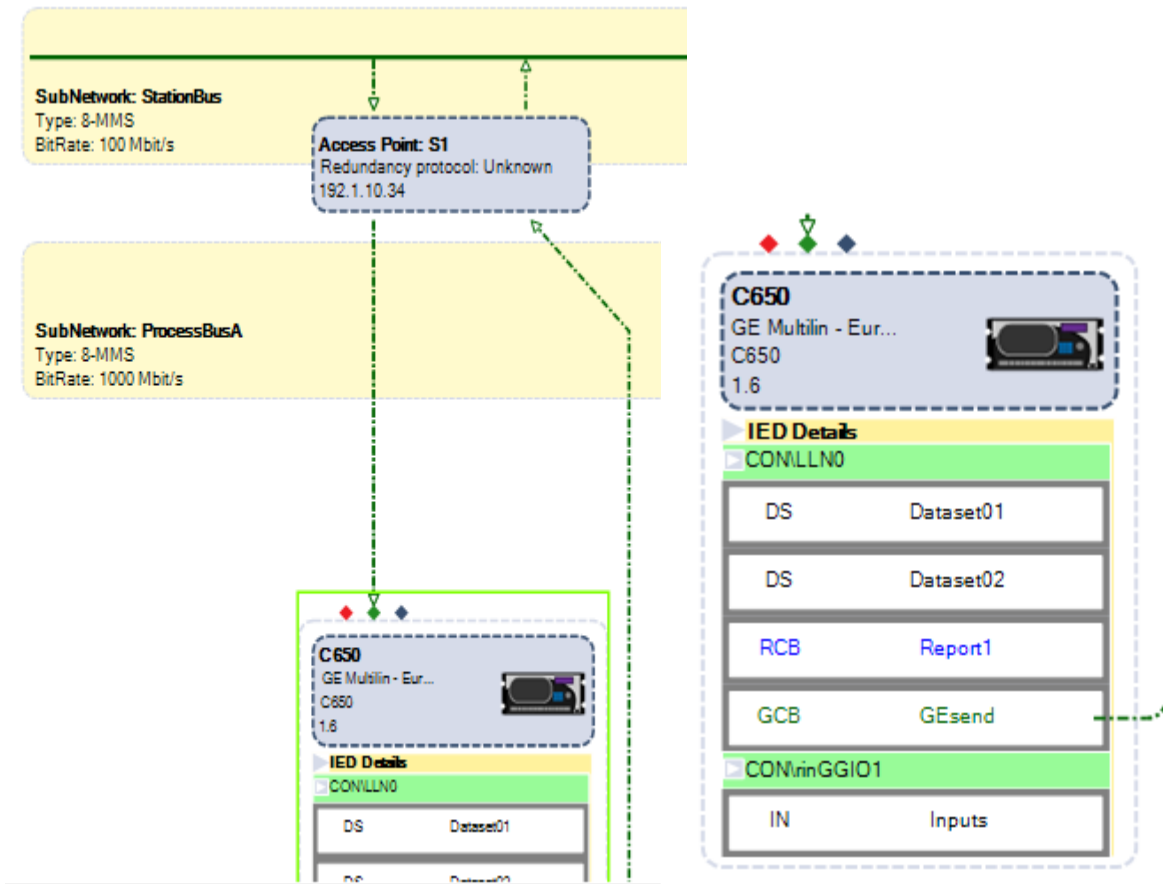 SubNetwork: StationBus
Type: 8-MMS
BitRate: 100 Mbit/s
Access Point: S1
Redundancy protocol: Unknown
192.1.10.34
SubNetwork: ProcessBusA
Type: 8-MMS
BitRate: 1000 Mbit/s
C650
GE Multilin - Eur...
C650
1.6
IED Details
CON\LLN0
DS Dataset01
DS Dataset02
C650
GE Multilin - Eur...
C650
1.6
IED Details
CON\LLN0
DS Dataset01
DS Dataset02
RCB Report1
GCB GEsend
CON\rinGGIO1
IN Inputs